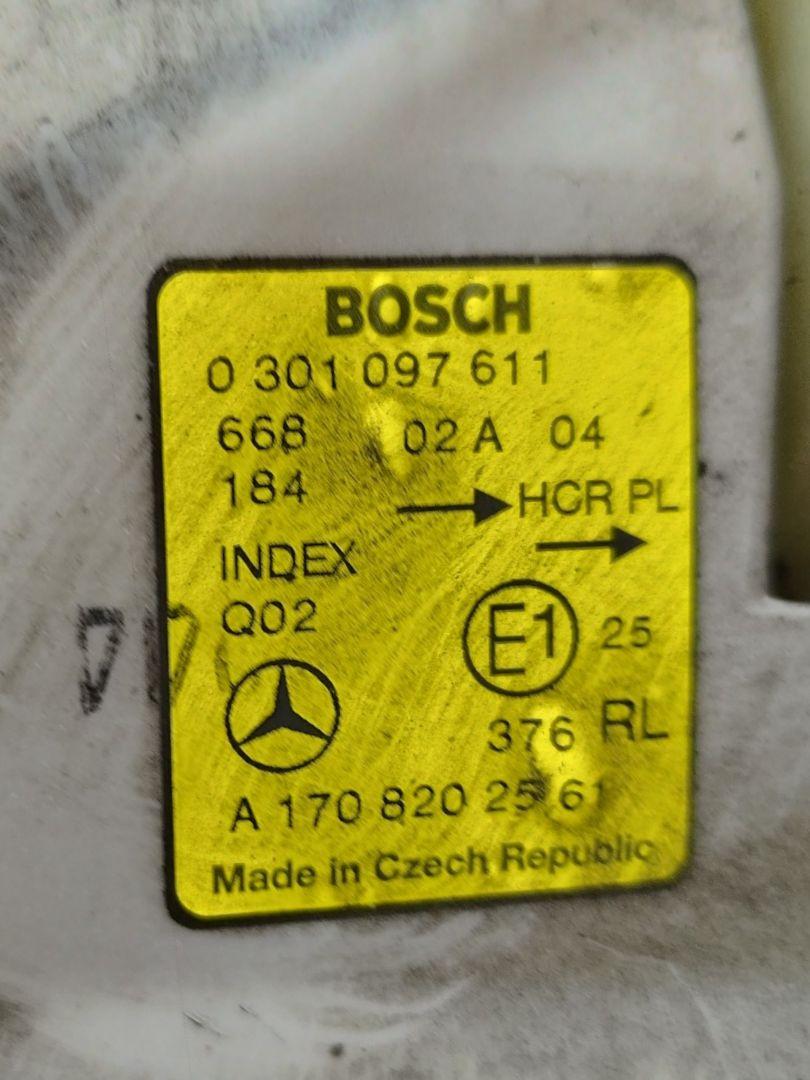 BOSCH
0 301 097 611
668 02 A 04
184 HCR PL
INDEX
Q02
E1 25
376 RL
A 170 820 25 61
Made in Czech Republic